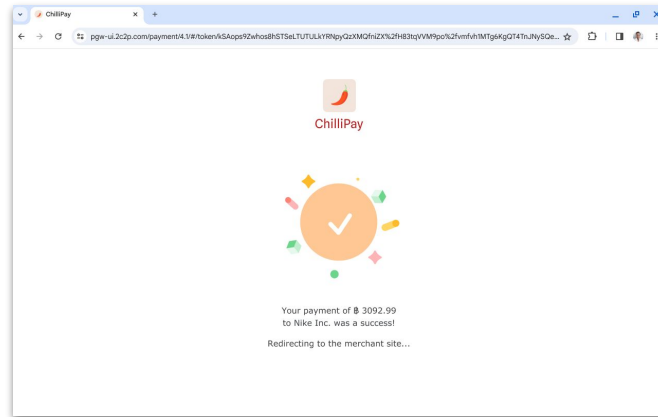 ChilliPay
pgw-ui.2c2p.com/payment/4.1/#/token/kSAops9Zwhos8hSTSeLTUTULkYRNpyQzXMQfniZX%2fH83tqVVM9po%2fvmfvh1MTg6KgQT4TnJNySQe...
ChilliPay
Your payment of ฿ 3092.99
to Nike Inc. was a success!
Redirecting to the merchant site...